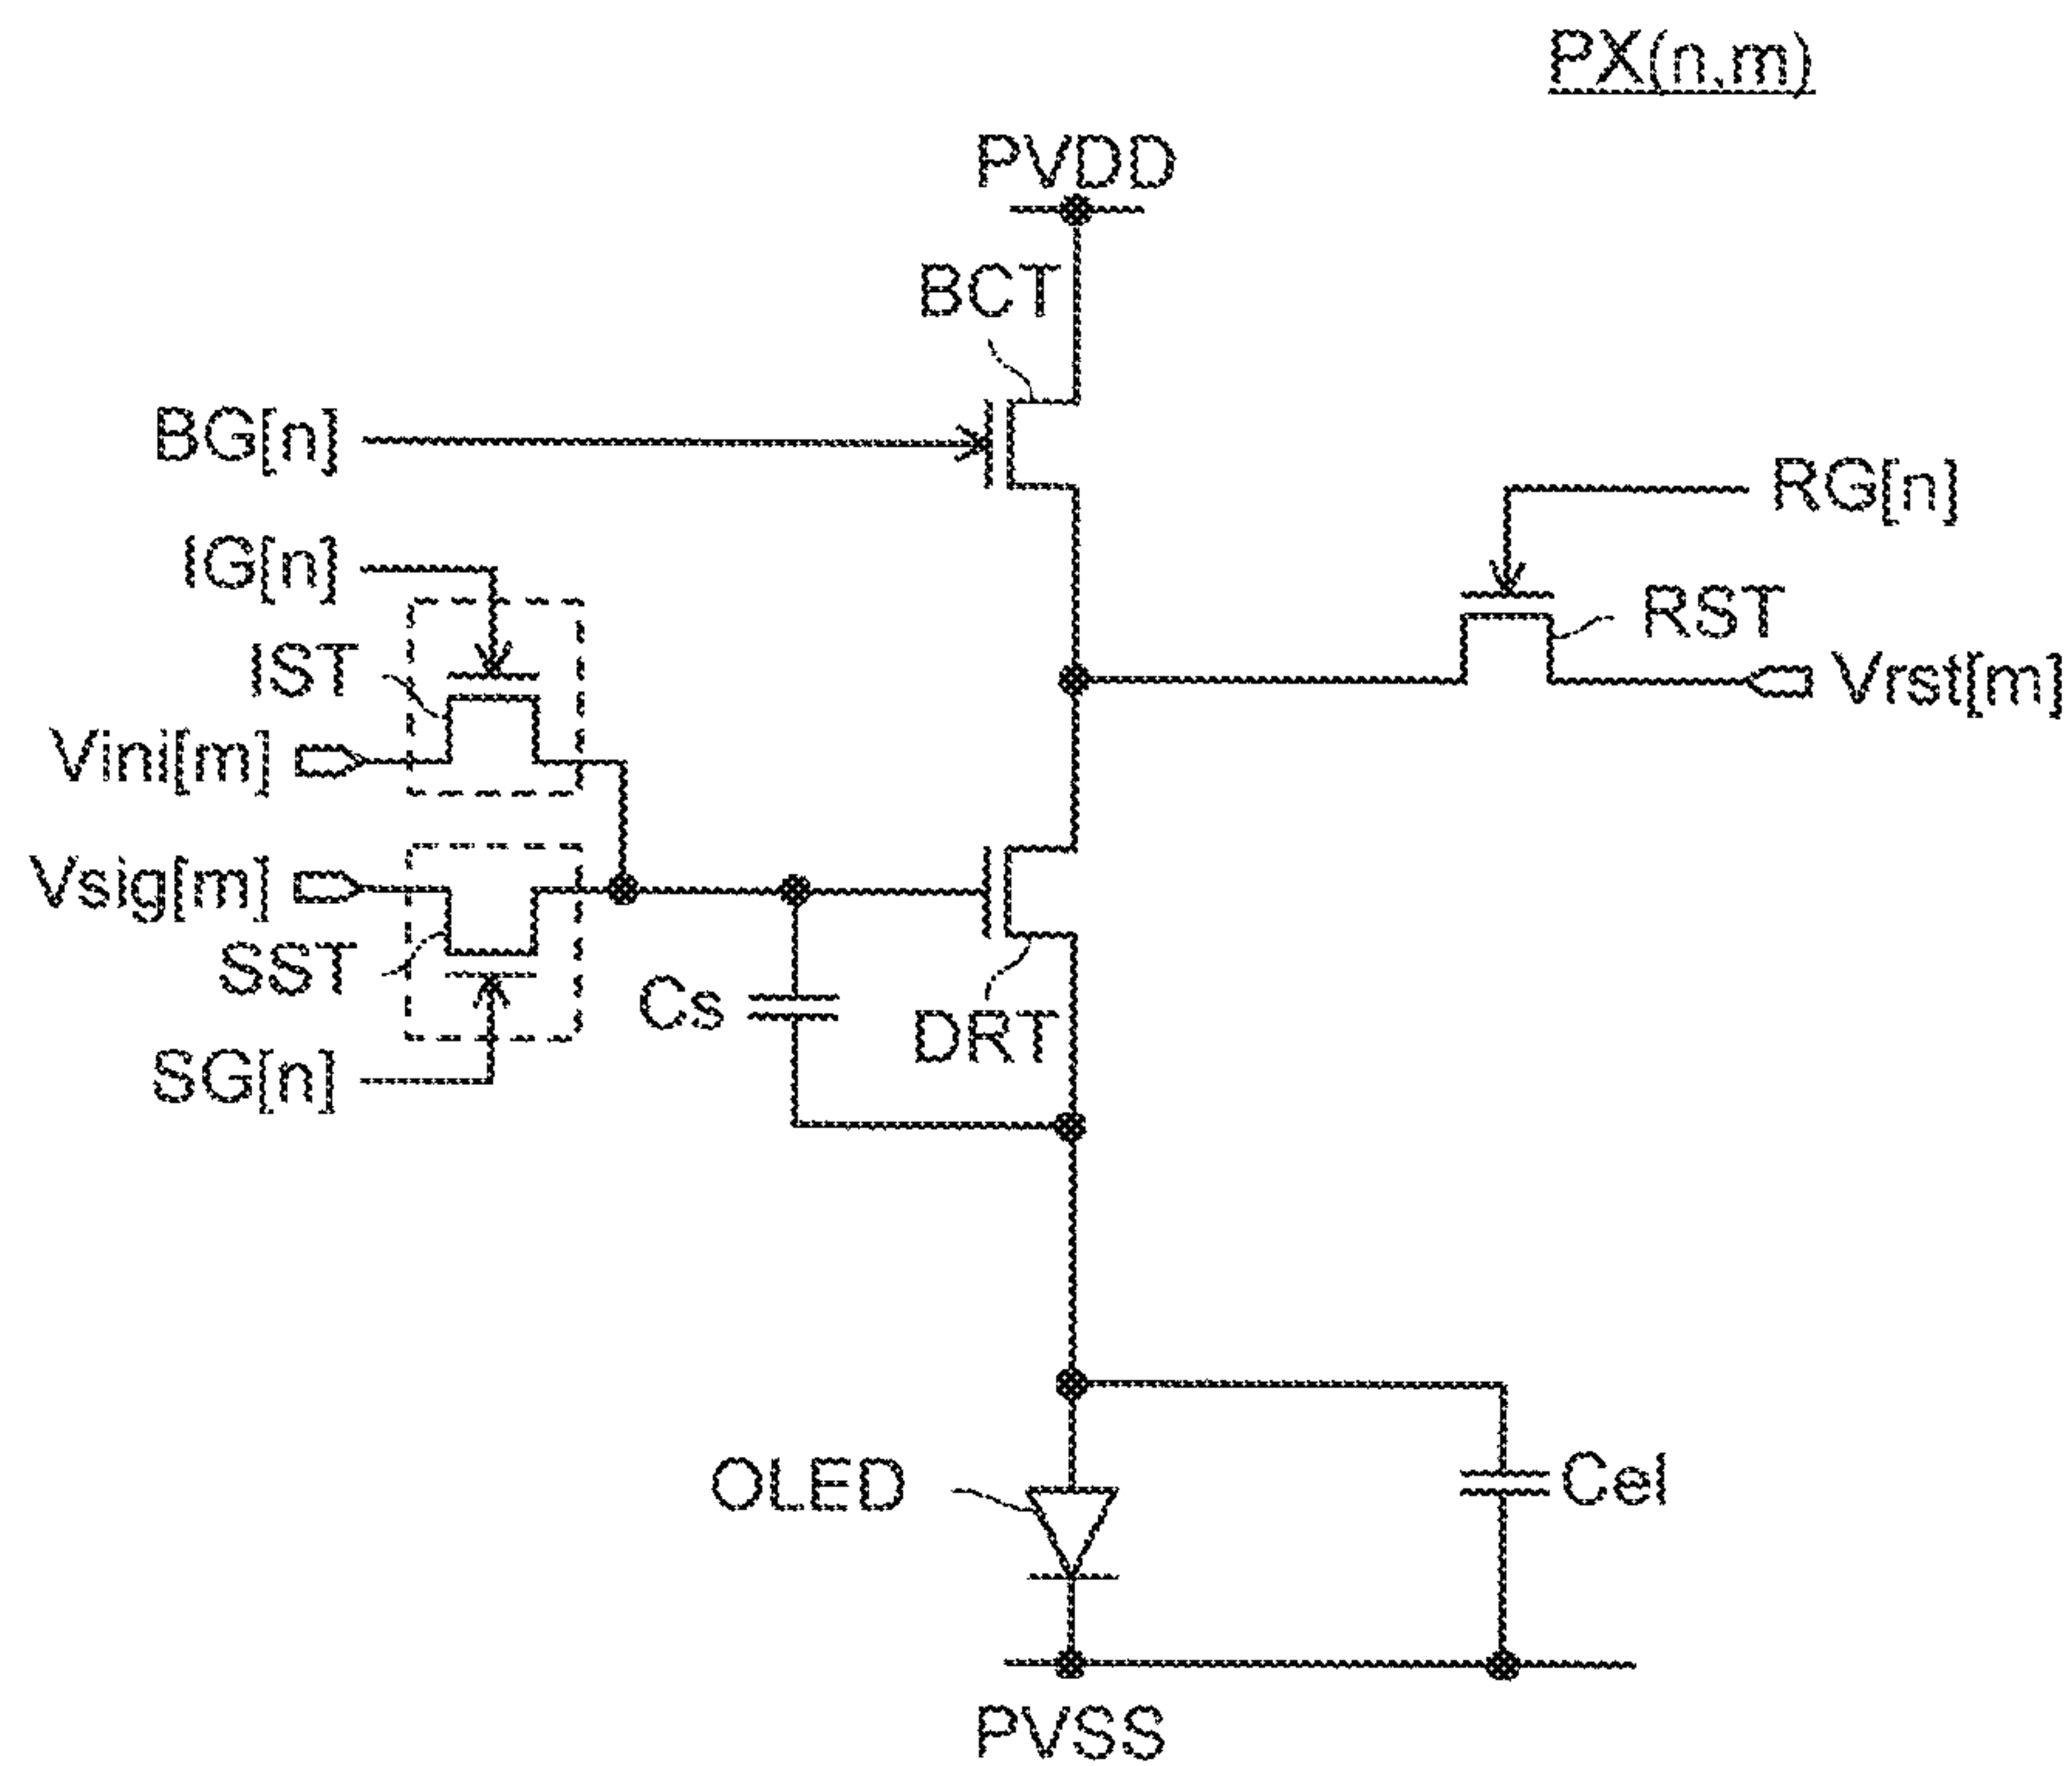 PX(n,m)
PVDD
BCT
BG[n]
RG[n]
IG[n]
RST
IST
Vrst[m]
Vini[m]
Vsig[m]
SST
Cs
DRT
SG[n]
OLED
Cel
PVSS